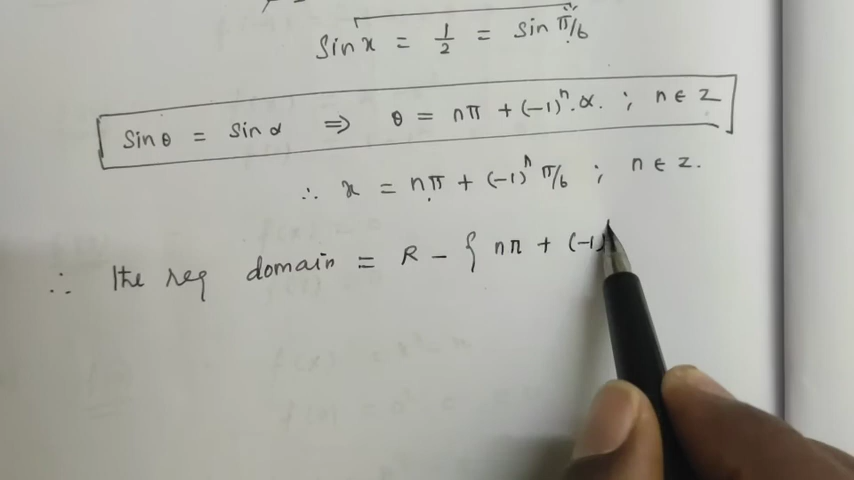 Sin x = 1/2 = Sin π/6
Sin θ = Sin α ⇒ θ = nπ + (-1)^n . α. ; n ∈ Z
∴ x = nπ + (-1)^n π/6 ; n ∈ z.
∴ the req domain = R - { nπ + (-1)